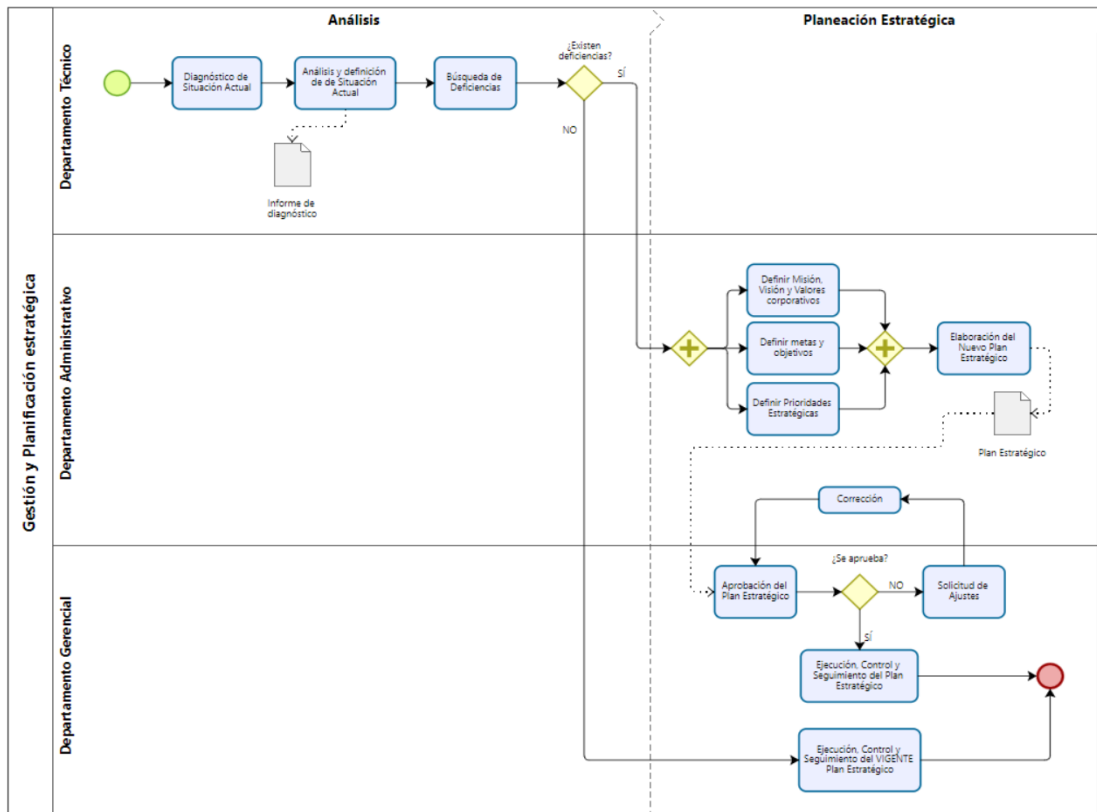 Análisis
Planeación Estratégica
Gestión y Planificación estratégica
Departamento Técnico
Diagnóstico de
Situación Actual
Análisis y definición
de de Situación
Actual
Búsqueda de
Deficiencias
¿Existen
deficiencias?
SÍ
NO
Informe de
diagnóstico
Departamento Administrativo
Definir Misión,
Visión y Valores
corporativos
Definir metas y
objetivos
Definir Prioridades
Estratégicas
Elaboración del
Nuevo Plan
Estratégico
Plan Estratégico
Corrección
Departamento Gerencial
Aprobación del
Plan Estratégico
¿Se aprueba?
NO
Solicitud de
Ajustes
SÍ
Ejecución, Control y
Seguimiento del Plan
Estratégico
Ejecución, Control y
Seguimiento del VIGENTE
Plan Estratégico